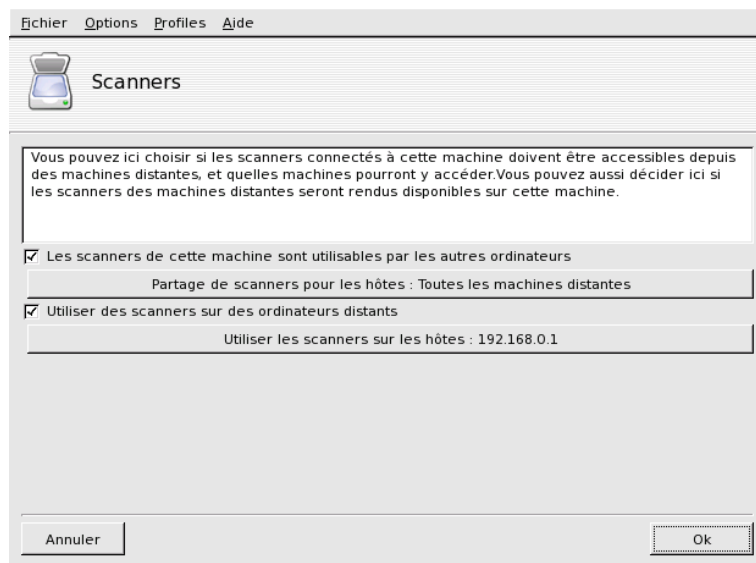 Fichier Options Profiles Aide
Scanners
Vous pouvez ici choisir si les scanners connectés à cette machine doivent être accessibles depuis
des machines distantes, et quelles machines pourront y accéder.Vous pouvez aussi décider ici si
les scanners des machines distantes seront rendus disponibles sur cette machine.
Les scanners de cette machine sont utilisables par les autres ordinateurs
Partage de scanners pour les hôtes : Toutes les machines distantes
Utiliser des scanners sur des ordinateurs distants
Utiliser les scanners sur les hôtes : 192.168.0.1
Annuler Ok